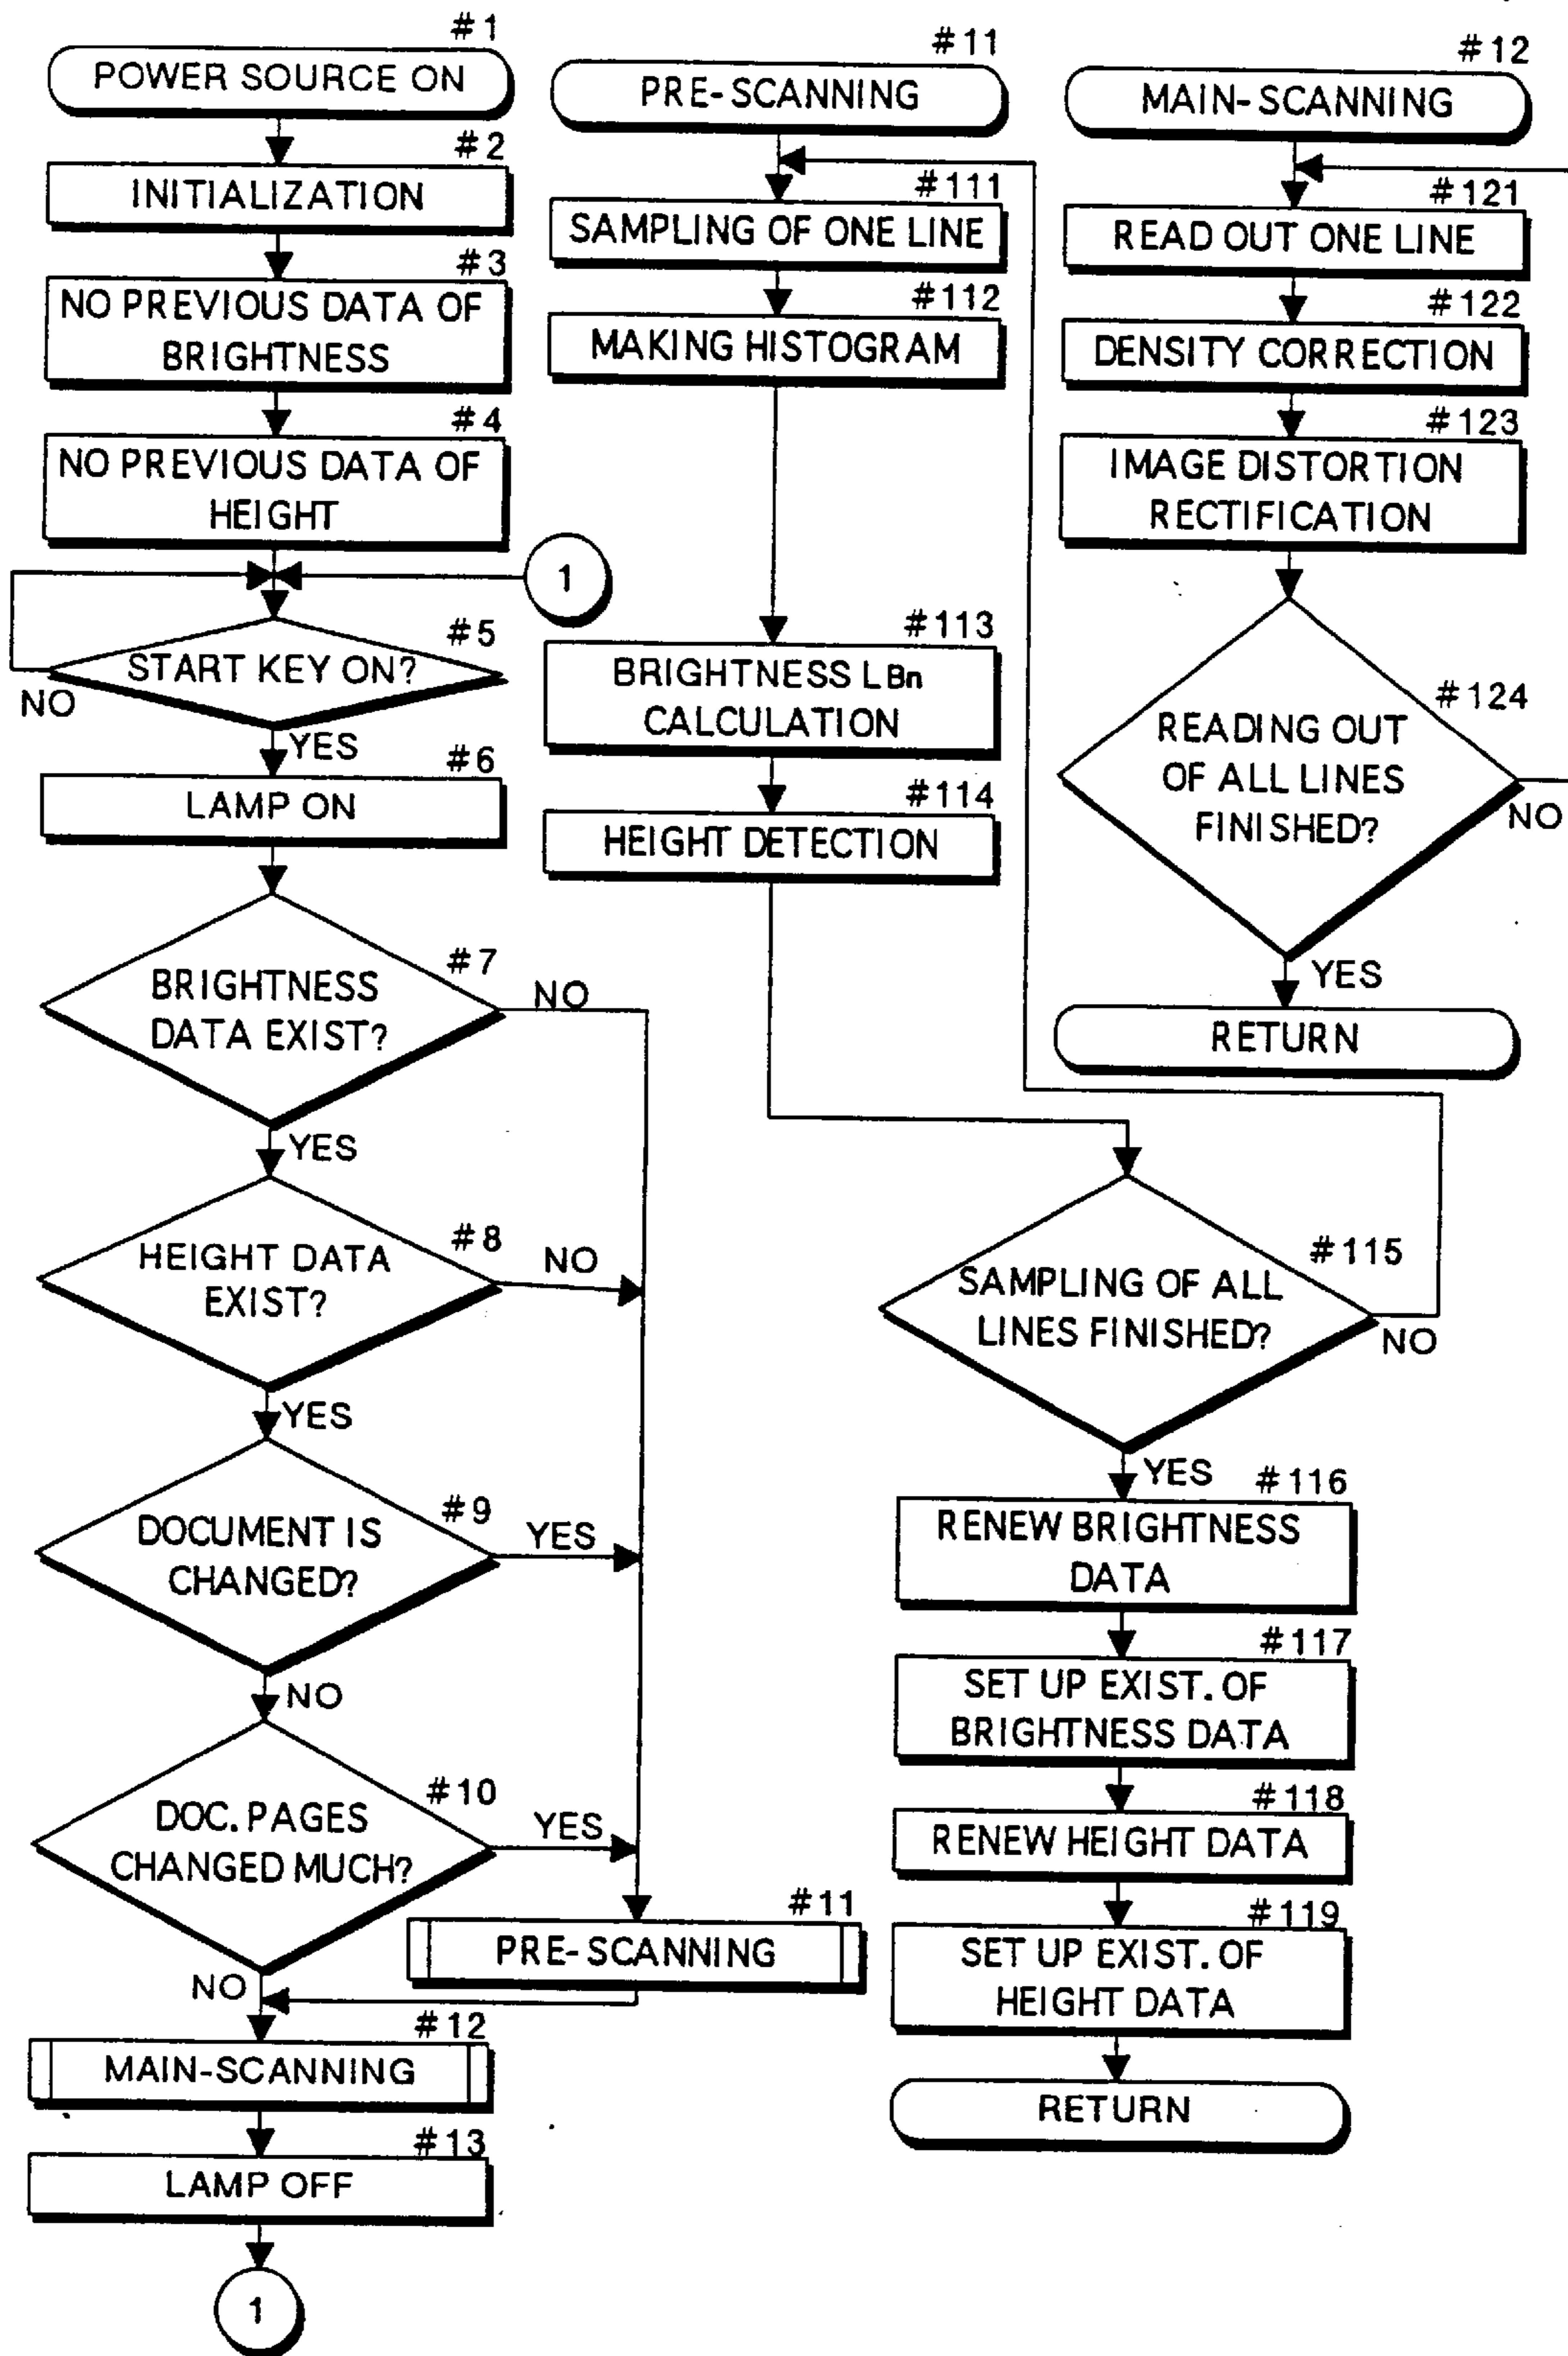 #1
POWER SOURCE ON
#2
INITIALIZATION
#3
NO PREVIOUS DATA OF
BRIGHTNESS
#4
NO PREVIOUS DATA OF
HEIGHT
1
#5
START KEY ON?
NO
YES
#6
LAMP ON
#7
BRIGHTNESS
DATA EXIST?
NO
YES
#8
HEIGHT DATA
EXIST?
NO
YES
#9
DOCUMENT IS
CHANGED?
YES
NO
#10
DOC. PAGES
CHANGED MUCH?
YES
NO
#11
PRE-SCANNING
#12
MAIN-SCANNING
#13
LAMP OFF
1
#11
PRE-SCANNING
#111
SAMPLING OF ONE LINE
#112
MAKING HISTOGRAM
#113
BRIGHTNESS LBn
CALCULATION
#114
HEIGHT DETECTION
#115
SAMPLING OF ALL
LINES FINISHED?
NO
YES
#116
RENEW BRIGHTNESS
DATA
#117
SET UP EXIST. OF
BRIGHTNESS DATA
#118
RENEW HEIGHT DATA
#119
SET UP EXIST. OF
HEIGHT DATA
RETURN
#12
MAIN-SCANNING
#121
READ OUT ONE LINE
#122
DENSITY CORRECTION
#123
IMAGE DISTORTION
RECTIFICATION
#124
READING OUT
OF ALL LINES
FINISHED?
NO
YES
RETURN